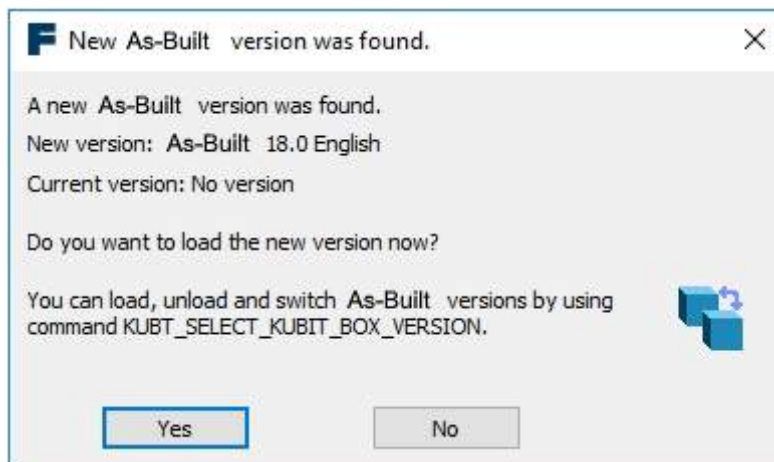 F New As-Built version was found.
A new As-Built version was found.
New version: As-Built 18.0 English
Current version: No version
Do you want to load the new version now?
You can load, unload and switch As-Built versions by using
command KUBT_SELECT_KUBIT_BOX_VERSION.
Yes No